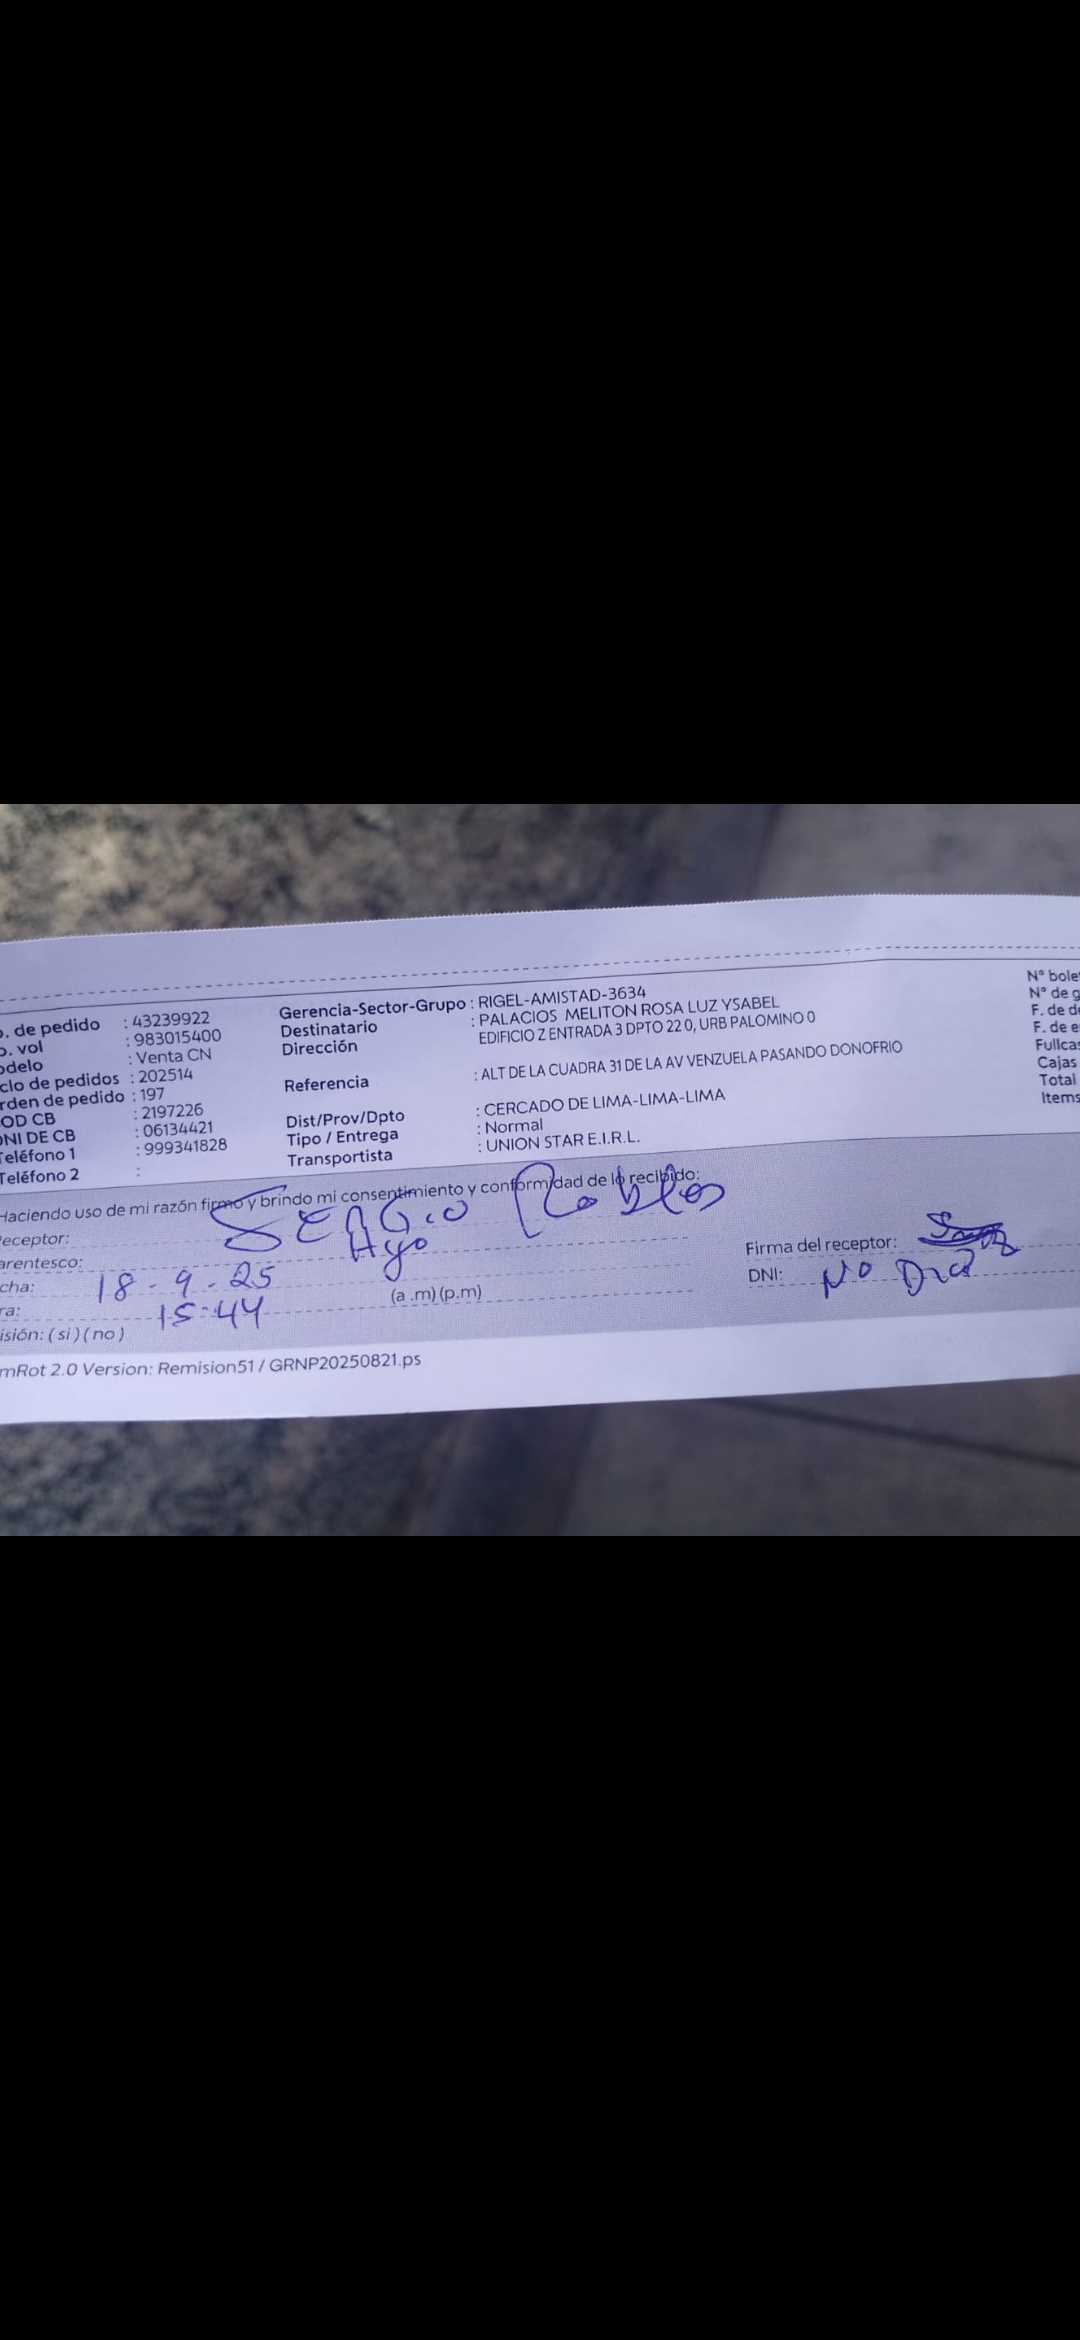 o. de pedido : 43239922
o. vol : 983015400
odelo : Venta CN
clo de pedidos : 202514
rden de pedido : 197
OD CB : 2197226
DNI DE CB : 06134421
Teléfono 1 : 999341828
Teléfono 2 :
Gerencia-Sector-Grupo : RIGEL-AMISTAD-3634
Destinatario : PALACIOS MELITON ROSA LUZ YSABEL
Dirección EDIFICIO Z ENTRADA 3 DPTO 22 0, URB PALOMINO 0
Referencia : ALT DE LA CUADRA 31 DE LA AV VENZUELA PASANDO DONOFRIO
Dist/Prov/Dpto : CERCADO DE LIMA-LIMA-LIMA
Tipo / Entrega : Normal
Transportista : UNION STAR E.I.R.L.
N° bole
N° de g
F. de de
F. de e
Fullca
Cajas
Total
Items
Haciendo uso de mi razón firmo y brindo mi consentimiento y conformidad de lo recibido:
Receptor: SERGIO Robles
arentesco: Hijo
cha: 18-9-25
ra: 15:44 (a .m) (p.m)
isión: ( si ) ( no )
Firma del receptor:
DNI: No
mRot 2.0 Version: Remision51 / GRNP20250821.ps